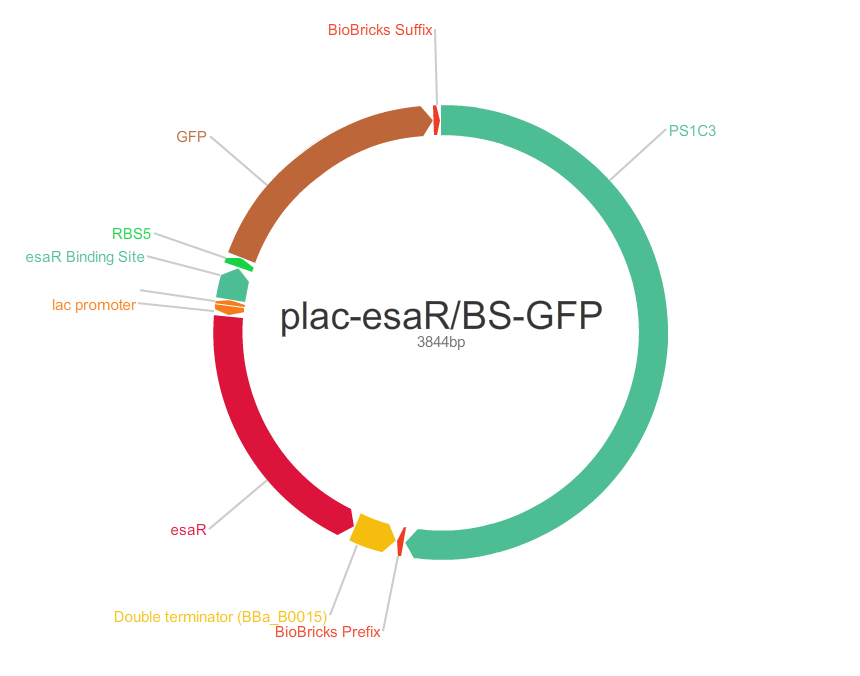 BioBricks Suffix
PS1C3
GFP
RBS5
esaR Binding Site
lac promoter
plac-esaR/BS-GFP
3844bp
esaR
Double terminator (BBa_B0015)
BioBricks Prefix